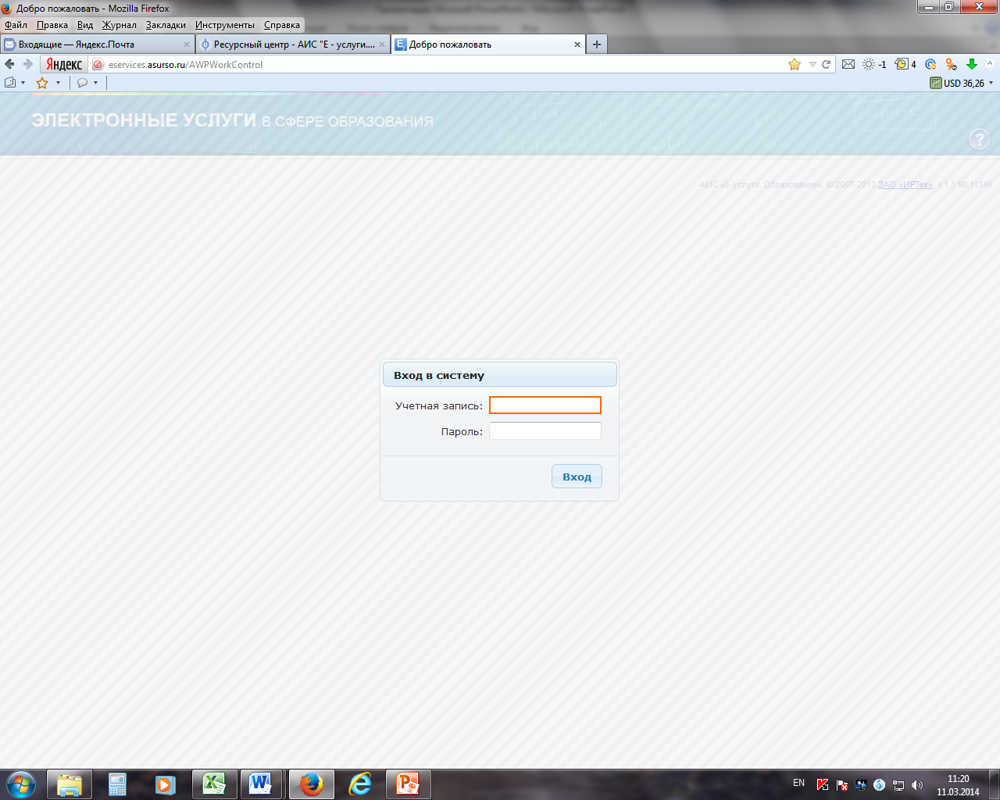 Добро пожаловать - Mozilla Firefox
Файл Правка Вид Журнал Закладки Инструменты Справка
Входящие — Яндекс.Почта
Ресурсный центр - АИС "Е - услуги....
Добро пожаловать
Яндекс eservices.asurso.ru/AWPWorkControl -1 4
USD 36,26
ЭЛЕКТРОННЫЕ УСЛУГИ В СФЕРЕ ОБРАЗОВАНИЯ
?
АИС «Е-услуги. Образование», © 2007-2013 ЗАО «ИРТех», v.1.1.90.11346
Вход в систему
Учетная запись:
Пароль:
Вход
EN
11:20
11.03.2014